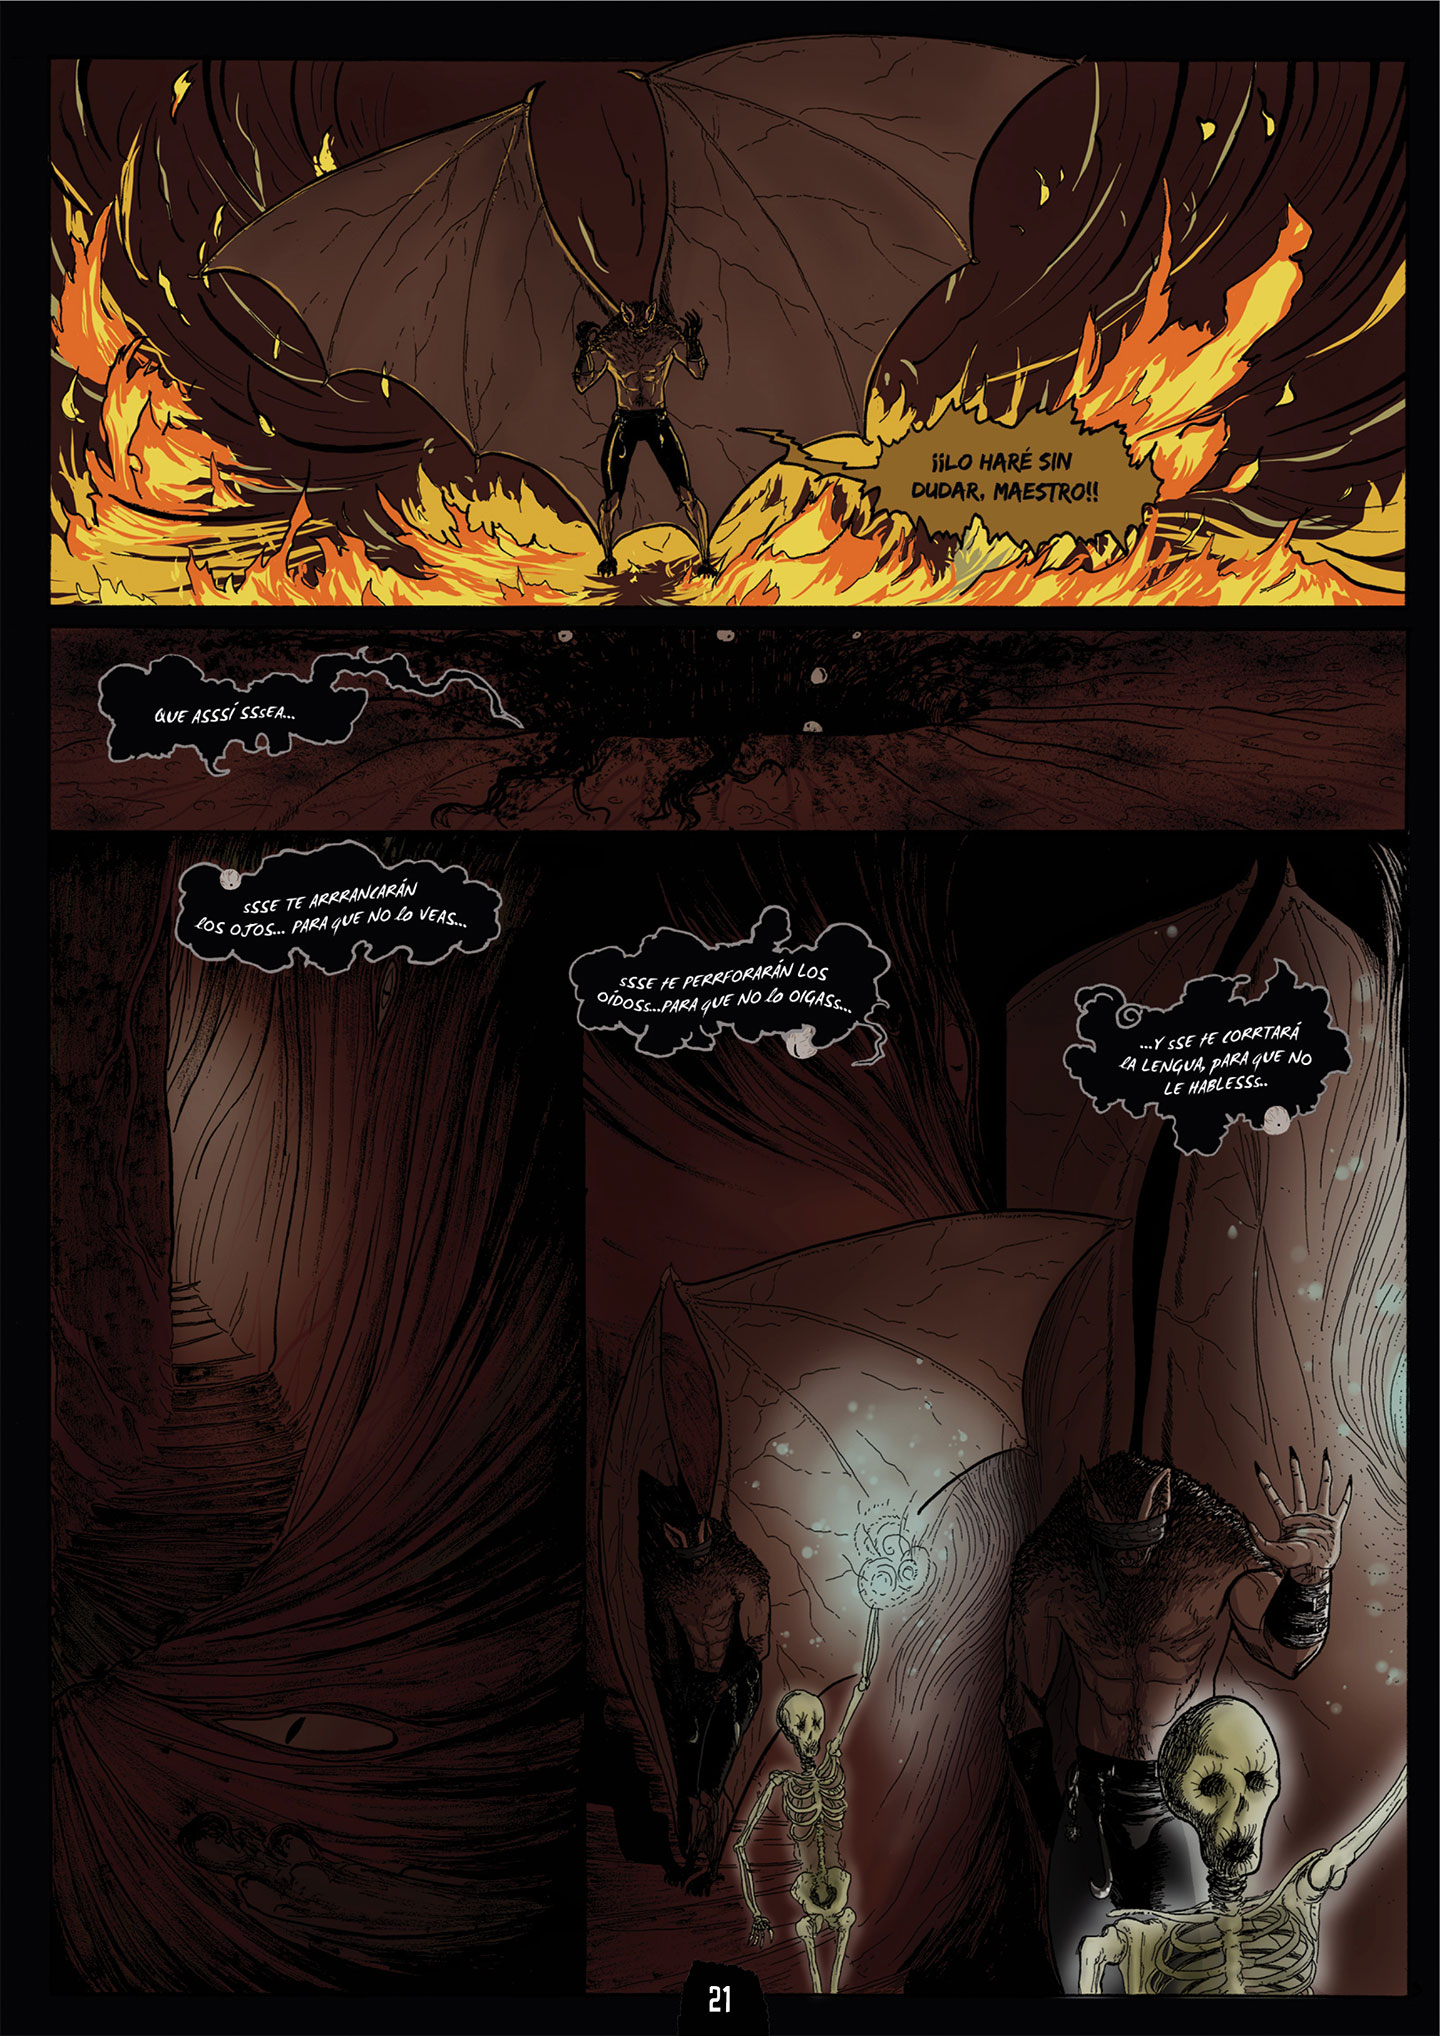 ¡¡LO HARÉ SIN
DUDAR, MAESTRO!!
QUE ASSSÍ SSSEA...
SSSE TE ARRRANCARÁN
LOS OJOS... PARA QUE NO LO VEAS...
SSSE TE PERRFORARÁN LOS
OÍDOSS...PARA QUE NO LO OIGASS...
...Y SSE TE CORRTARÁ
LA LENGUA, PARA QUE NO
LE HABLESSS..
21